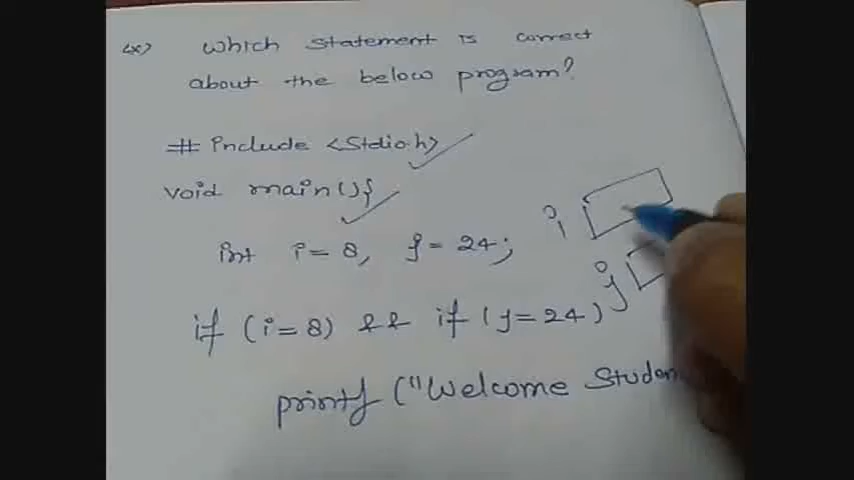 (x) Which statement is correct
about the below program?
# Include <Stdio.h>
void main(){
int i=8, j=24; i
j
if (i=8) && if (j=24)
printf ("Welcome Studen